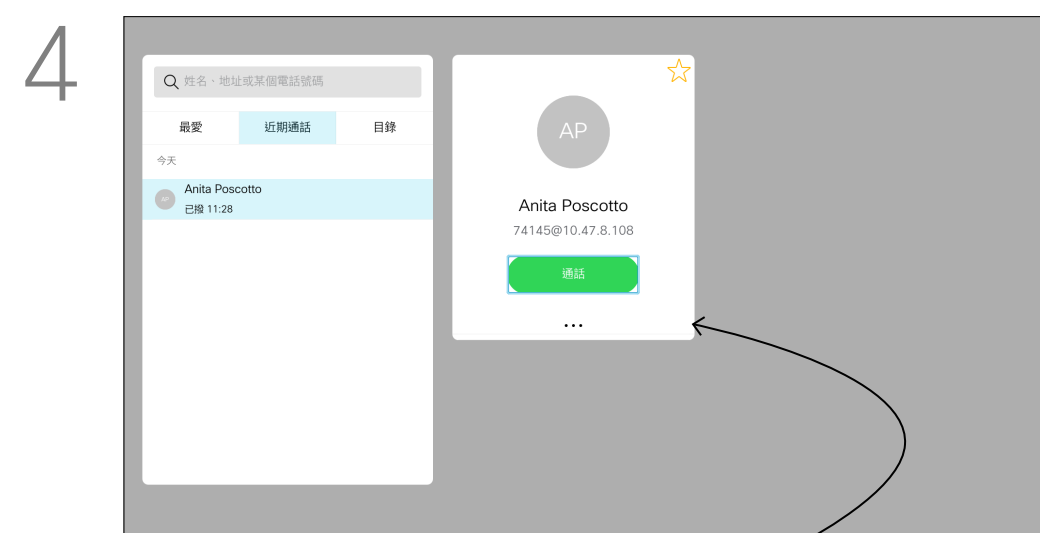 4
姓名、地址或某個電話號碼
最愛 近期通話 目錄
今天
AP
Anita Poscotto
已撥 11:28
AP
Anita Poscotto
74145@10.47.8.108
通話